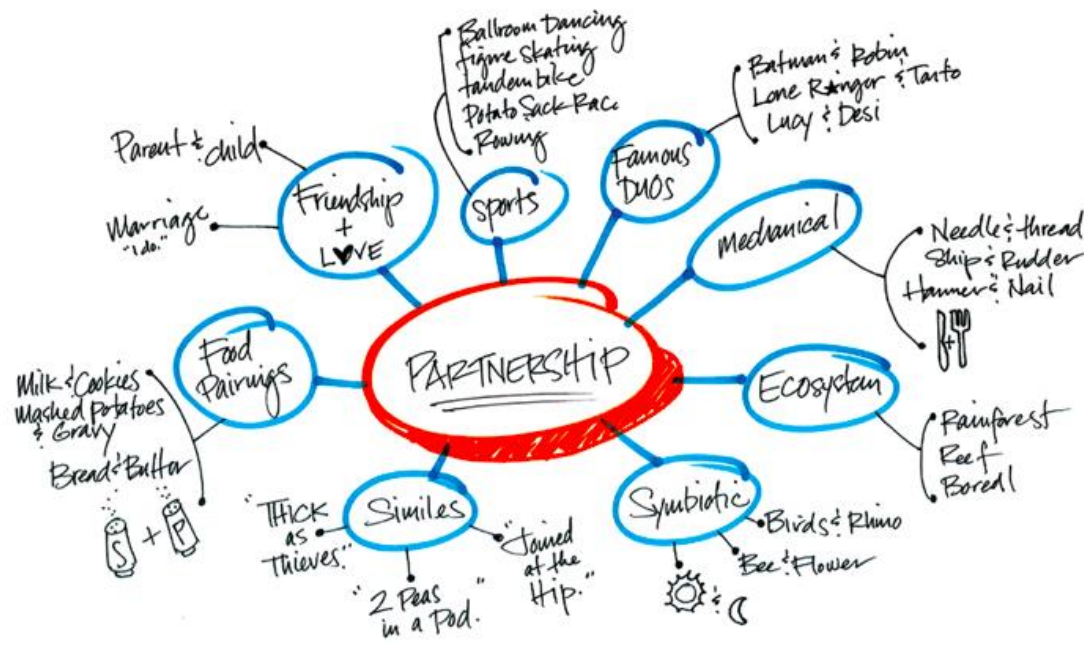 PARTNERSHIP
Friendship
+
LOVE
Parent & child
Marriage
"I do."
Sports
Ballroom Dancing
figure skating
tandem bike
Potato Sack Race
Rowing
Famous
DUOS
Batman & Robin
Lone Ranger & Tanto
Lucy & Desi
Mechanical
Needle & thread
Ship & Rudder
Hammer & Nail
+
Ecosystem
Rainforest
Reef
Boreal
Symbiotic
Birds & Rhino
Bee & Flower
&
Similes
"THICK
as
Thieves."
"2 Peas
in a Pod."
"Joined
at the
Hip."
Food
Pairings
Milk & Cookies
Mashed Potatoes
& Gravy
Bread & Butter
S + P